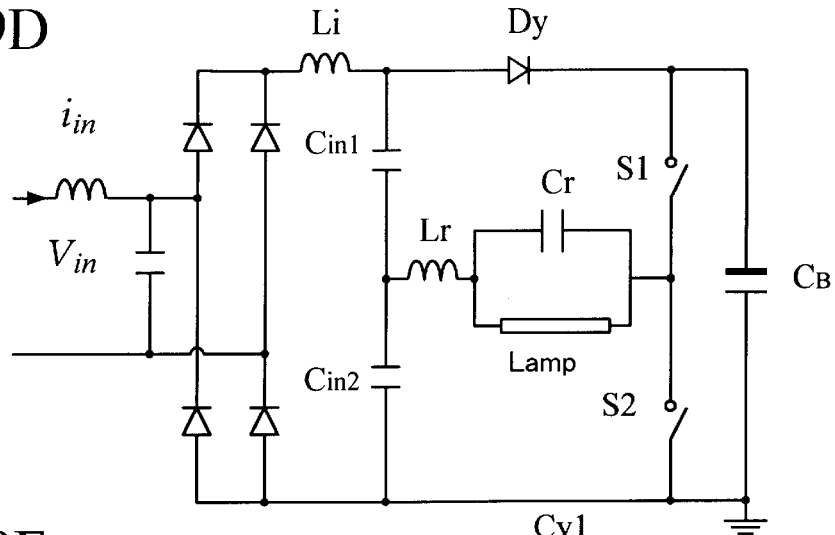 Li
Dy
i_in
Cin1
S1
Cr
Lr
V_in
CB
Lamp
Cin2
S2
Cy1